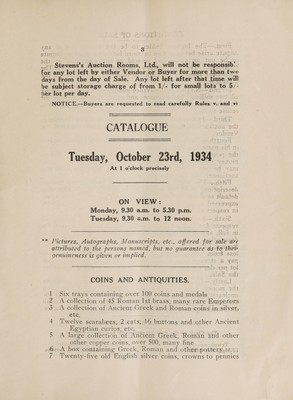 3
Stevens's Auction Rooms, Ltd., will not be responsib
for any lot left by either Vendor or Buyer for more than two
days from the day of Sale. Any lot left after that time will
be subject storage charge of from 1/- for small lots to 5/-
per lot per day.
NOTICE.—Buyers are requested to read carefully Rules v. and vi
CATALOGUE
Tuesday, October 23rd, 1934
At 1 o'clock precisely
ON VIEW:
Monday, 9.30 a.m. to 5.30 p.m.
Tuesday, 9.30 a.m. to 12 noon.
** Pictures, Autographs, Manuscripts, etc., offered for sale are
attributed to the persons named, but no guarantee as to their
genuineness is given or implied.
COINS AND ANTIQUITIES.
1 Six trays containing over 100 coins and medals
2 A collection of 45 Roman 1st brass, many rare Emperors
3 A collection of Ancient Greek and Roman coins in silver,
etc.
4 Twelve scarabees, 2 cats, 16 buttons and other Ancient
Egyptian curios, etc.
5 A large collection of Ancient Greek, Roman and other
other copper coins, over 500, many fine
6 A box containing Greek, Roman and other pottery,
7 Twenty-five old English silver coins, crowns to pennies